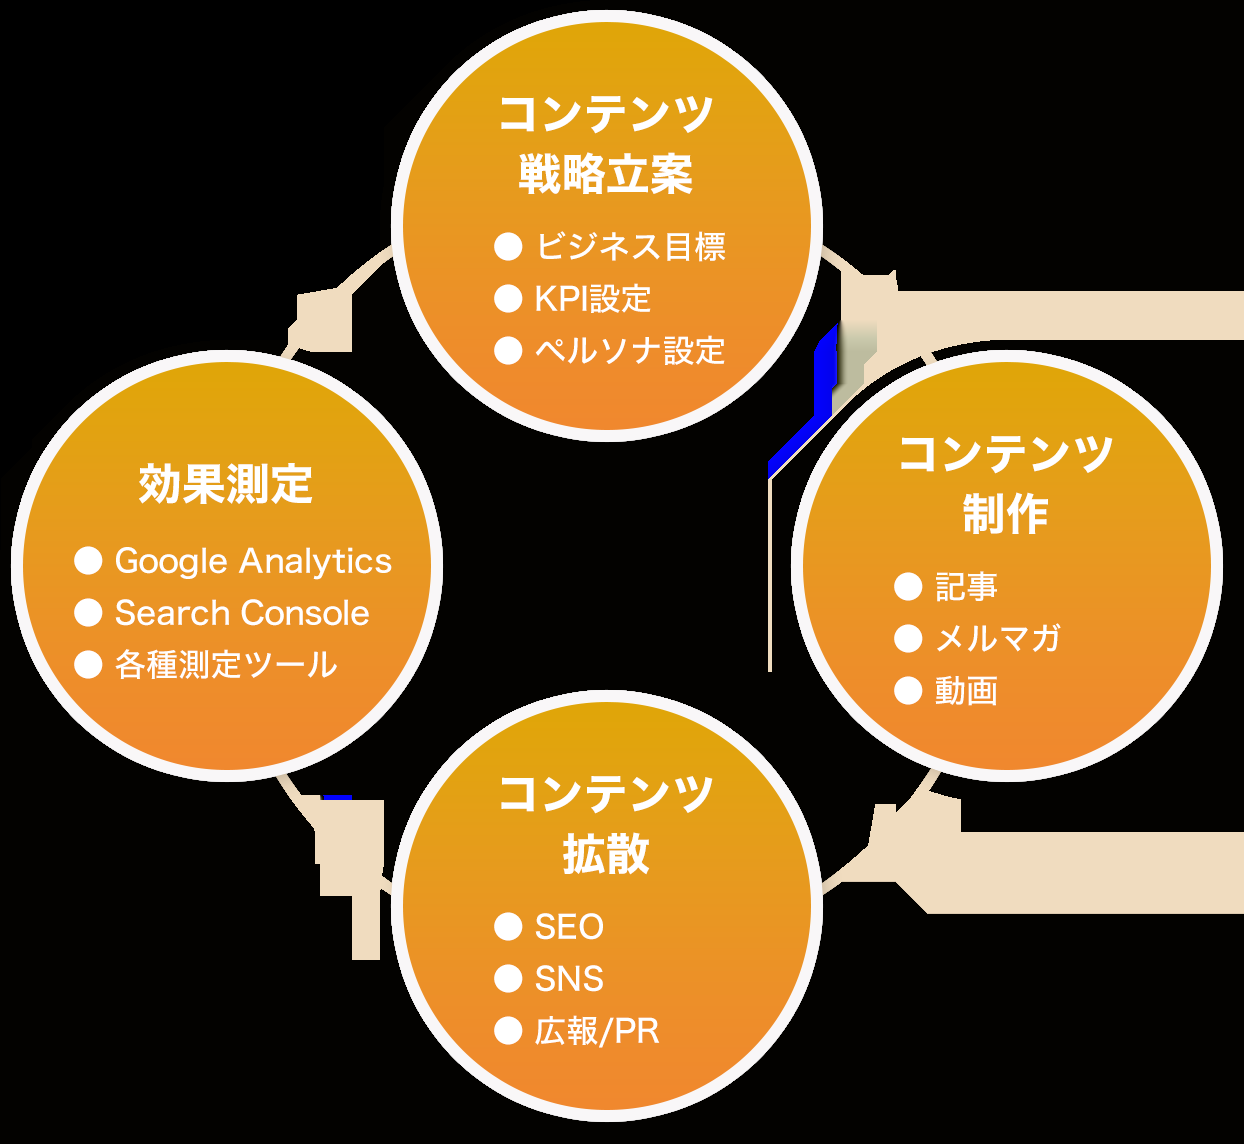 コンテンツ
戦略立案
● ビジネス目標
● KPI設定
● ペルソナ設定
コンテンツ
制作
● 記事
● メルマガ
● 動画
コンテンツ
拡散
● SEO
● SNS
● 広報/PR
効果測定
● Google Analytics
● Search Console
● 各種測定ツール